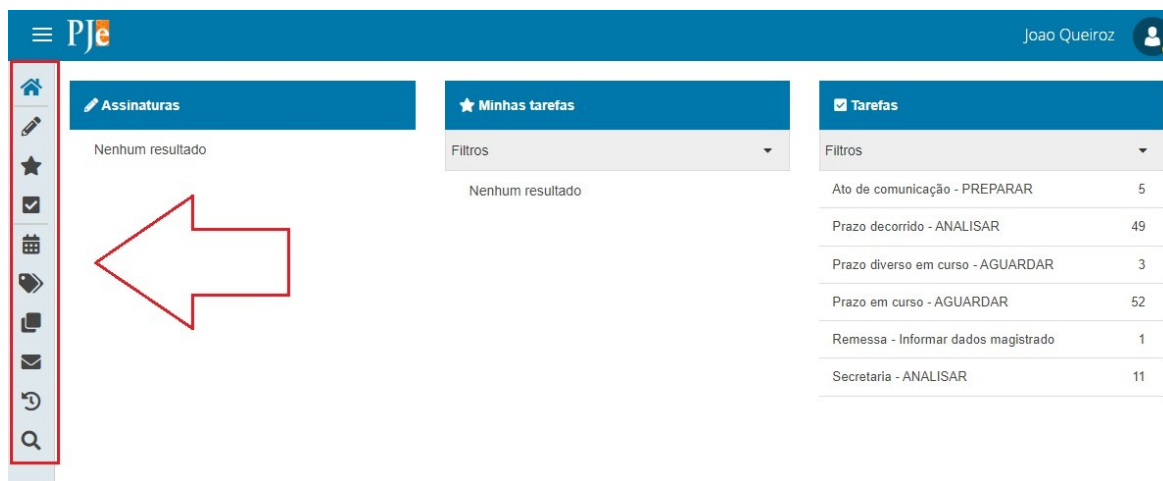 PJe
Joao Queiroz
Assinaturas
Nenhum resultado
Minhas tarefas
Filtros
Nenhum resultado
Tarefas
Filtros
Ato de comunicação - PREPARAR 5
Prazo decorrido - ANALISAR 49
Prazo diverso em curso - AGUARDAR 3
Prazo em curso - AGUARDAR 52
Remessa - Informar dados magistrado 1
Secretaria - ANALISAR 11